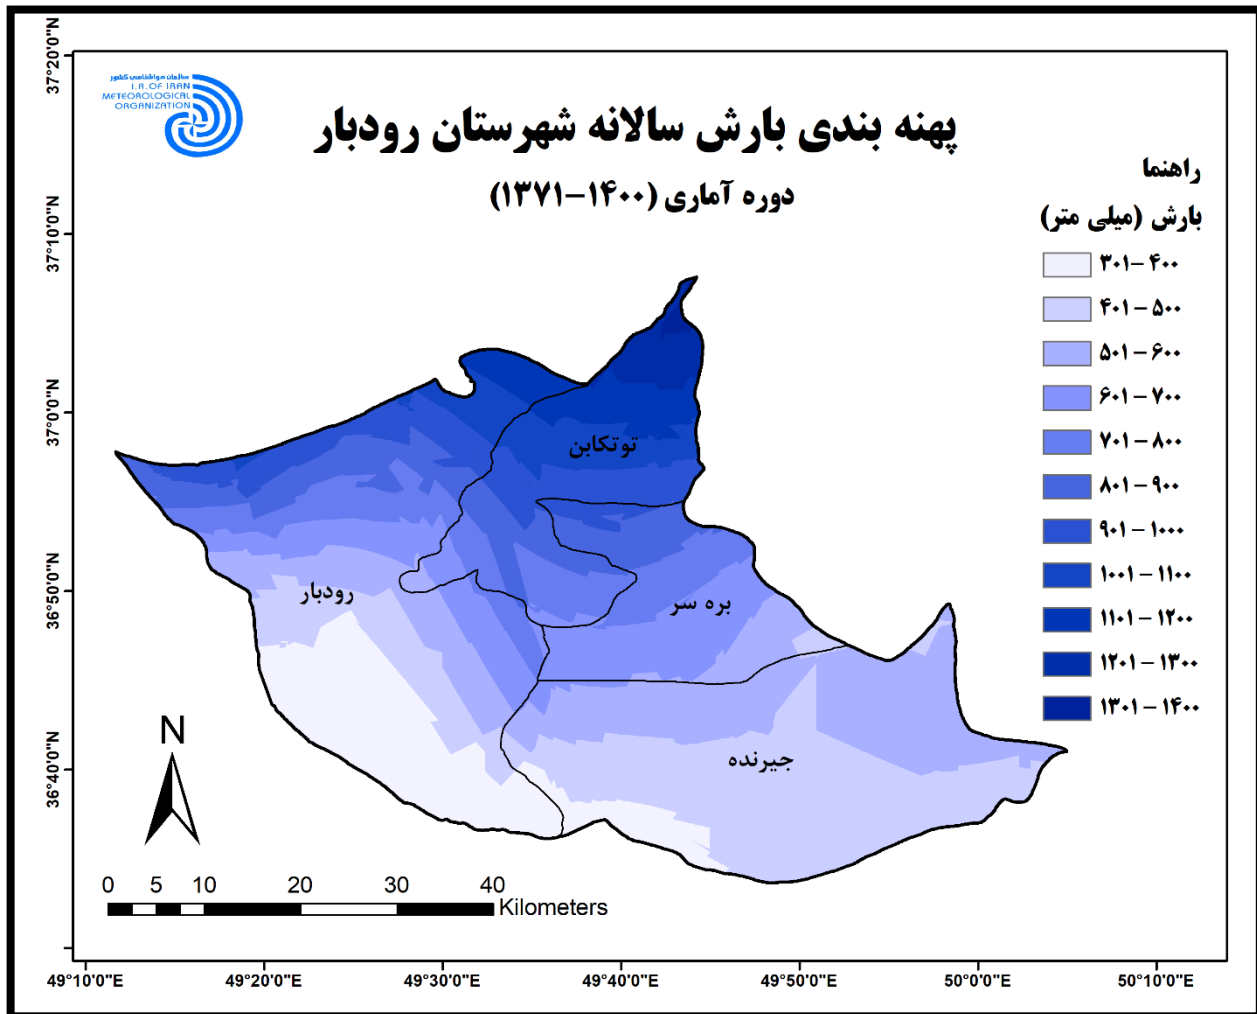 سازمان هواشناسی کشور
I.R.OF IRAN
METEOROLOGICAL
ORGANIZATION
پهنه بندی بارش سالانه شهرستان رودبار
دوره آماری (۱۳۷۱-۱۴۰۰)
راهنما
بارش (میلی متر)
۳۰۱ - ۴۰۰
۴۰۱ - ۵۰۰
۵۰۱ - ۶۰۰
۶۰۱ - ۷۰۰
۷۰۱ - ۸۰۰
۸۰۱ - ۹۰۰
۹۰۱ - ۱۰۰۰
۱۰۰۱ - ۱۱۰۰
۱۱۰۱ - ۱۲۰۰
۱۲۰۱ - ۱۳۰۰
۱۳۰۱ - ۱۴۰۰
توتکابن
رودبار
بره سر
جیرنده
N
0 5 10 20 30 40
Kilometers
37°20'0"N
37°10'0"N
37°0'0"N
36°50'0"N
36°40'0"N
49°10'0"E 49°20'0"E 49°30'0"E 49°40'0"E 49°50'0"E 50°0'0"E 50°10'0"E